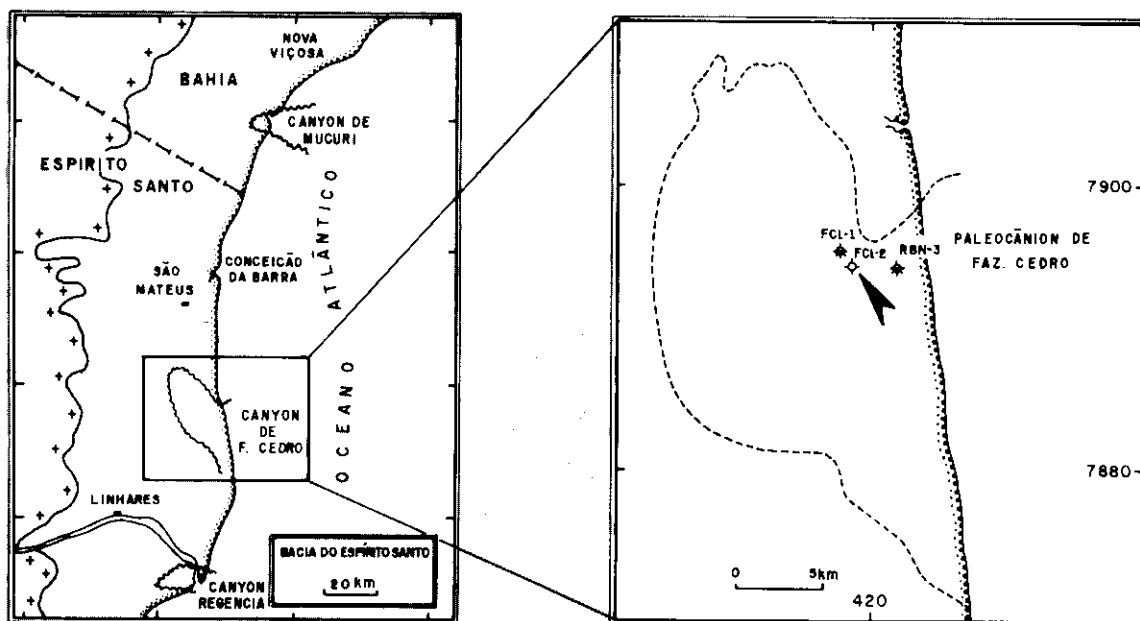 NOVA
VIÇOSA
BAHIA
CANYON DE
MUCURI
ESPIRITO
SANTO
OCEANO ATLÂNTICO
CONCEIÇÃO
DA BARRA
SÃO
MATEUS
CANYON
DE
F. CEDRO
LINHARES
BACIA DO ESPÍRITO SANTO
20 km
CANYON
REGENCIA
7900
FCL-1
FCL-2
RBN-3
PALEOCÂNION DE
FAZ. CEDRO
7880
0 5km
420